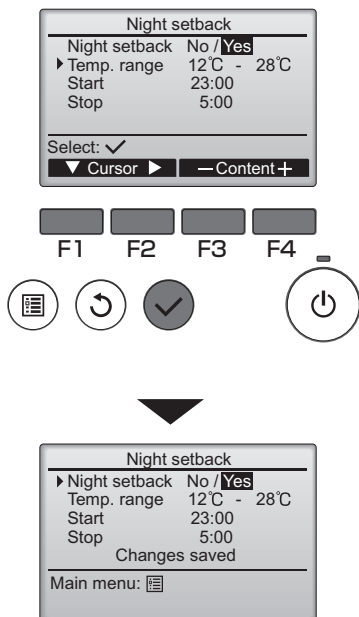 Night setback
Night setback No / Yes
Temp. range 12℃ - 28℃
Start 23:00
Stop 5:00
Select: ✓
▼ Cursor ▶ − Content +
F1 F2 F3 F4
Night setback
Night setback No / Yes
Temp. range 12℃ - 28℃
Start 23:00
Stop 5:00
Changes saved
Main menu: